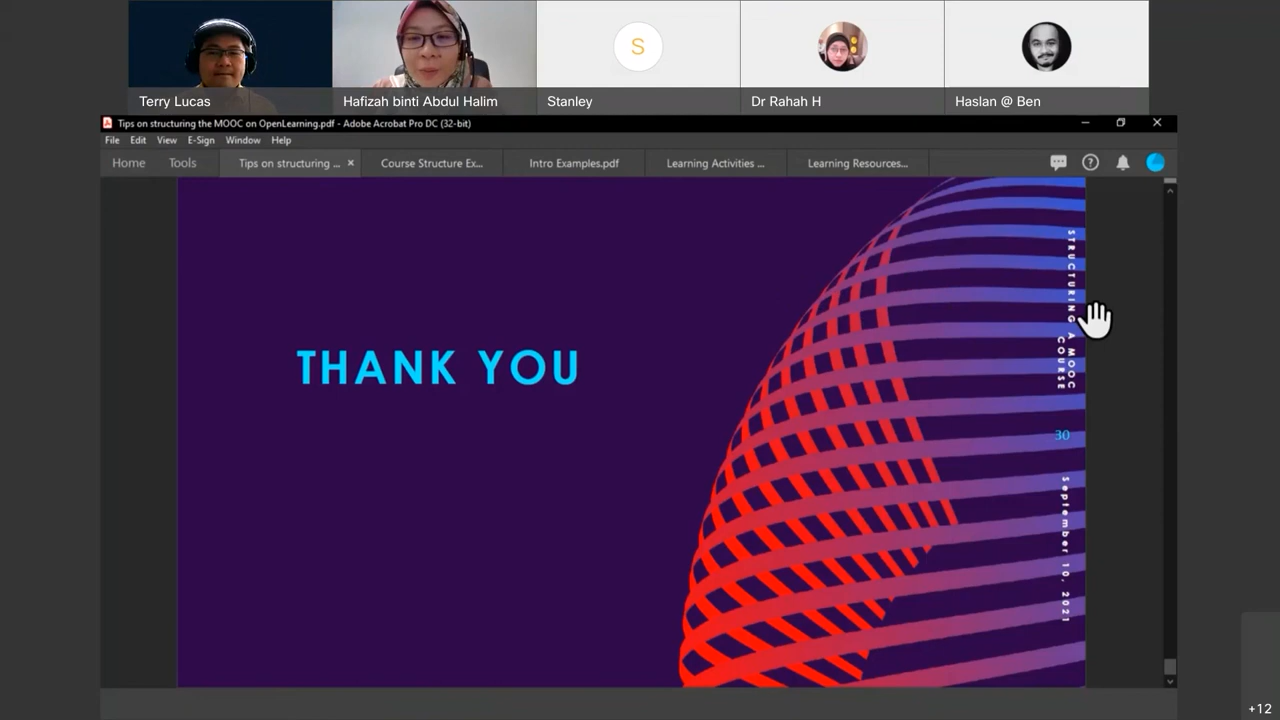 S
Terry Lucas
Hafizah binti Abdul Halim
Stanley
Dr Rahah H
Haslan @ Ben
Tips on structuring the MOOC on OpenLearning.pdf - Adobe Acrobat Pro DC (32-bit)
File Edit View E-Sign Window Help
Home Tools Tips on structuring ... × Course Structure Ex... Intro Examples.pdf Learning Activities ... Learning Resources...
THANK YOU
STRUCTURING A MOOC
COURSE
30
September 10, 2021
+12